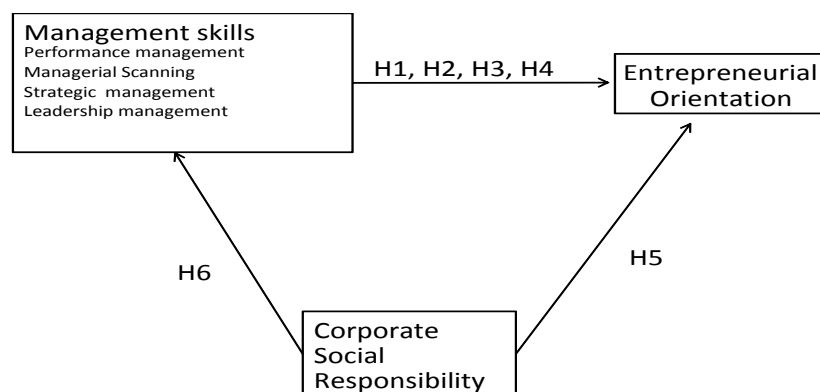 Management skills
Performance management
Managerial Scanning
Strategic  management
Leadership management
H1, H2, H3, H4
Entrepreneurial
Orientation
H6
H5
Corporate
Social
Responsibility